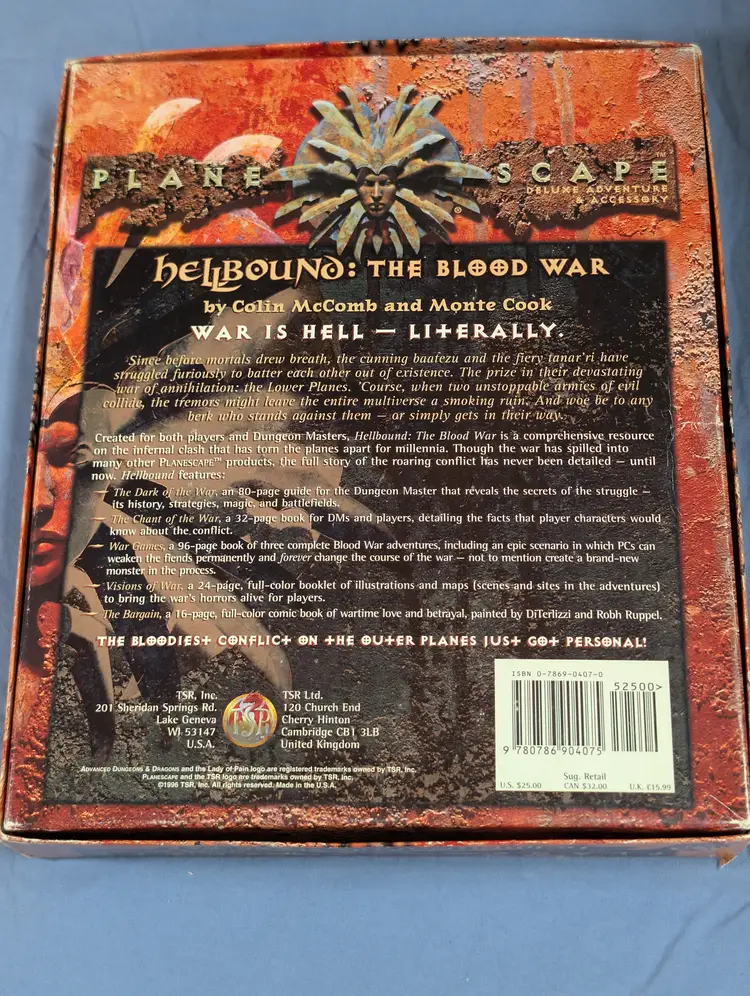 PLANESCAPE™
DELUXE ADVENTURE
& ACCESSORY
®
HELLBOUND: THE BLOOD WAR
by Colin McComb and Monte Cook
WAR IS HELL — LITERALLY.
Since before mortals drew breath, the cunning baatezu and the fiery tanar'ri have
struggled furiously to batter each other out of existence. The prize in their devastating
war of annihilation: the Lower Planes. 'Course, when two unstoppable armies of evil
collide, the tremors might leave the entire multiverse a smoking ruin. And woe be to any
berk who stands against them — or simply gets in their way.
Created for both players and Dungeon Masters, Hellbound: The Blood War is a comprehensive resource
on the infernal clash that has torn the planes apart for millennia. Though the war has spilled into
many other PLANESCAPE™ products, the full story of the roaring conflict has never been detailed — until
now. Hellbound features:
— The Dark of the War, an 80-page guide for the Dungeon Master that reveals the secrets of the struggle —
its history, strategies, magic, and battlefields.
— The Chant of the War, a 32-page book for DMs and players, detailing the facts that player characters would
know about the conflict.
— War Games, a 96-page book of three complete Blood War adventures, including an epic scenario in which PCs can
weaken the fiends permanently and forever change the course of the war — not to mention create a brand-new
monster in the process.
— Visions of War, a 24-page, full-color booklet of illustrations and maps (scenes and sites in the adventures)
to bring the war's horrors alive for players.
— The Bargain, a 16-page, full-color comic book of wartime love and betrayal, painted by DiTerlizzi and Robh Ruppel.
THE BLOODIEST CONFLICT ON THE OUTER PLANES JUST GOT PERSONAL!
TSR, Inc.
201 Sheridan Springs Rd.
Lake Geneva
WI 53147
U.S.A.
TSR
TSR Ltd.
120 Church End
Cherry Hinton
Cambridge CB1 3LB
United Kingdom
ADVANCED DUNGEONS & DRAGONS and the Lady of Pain logo are registered trademarks owned by TSR, Inc.
PLANESCAPE and the TSR logo are trademarks owned by TSR, Inc.
©1996 TSR, Inc. All rights reserved. Made in the U.S.A.
ISBN 0-7869-0407-0
52500>
9 780786 904075
Sug. Retail
U.S. $25.00 CAN $32.00 U.K. £15.99